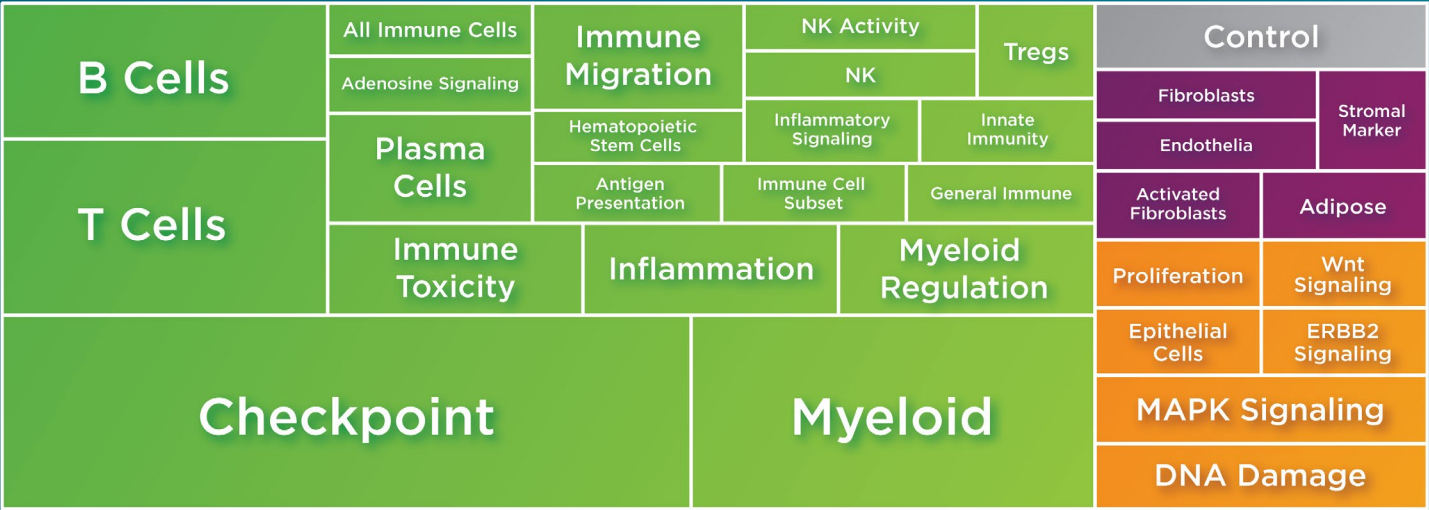 B Cells
T Cells
All Immune Cells
Adenosine Signaling
Plasma
Cells
Immune
Migration
Hematopoietic
Stem Cells
NK Activity
NK
Tregs
Inflammatory
Signaling
Innate
Immunity
Antigen
Presentation
Immune Cell
Subset
General Immune
Immune
Toxicity
Inflammation
Myeloid
Regulation
Checkpoint
Myeloid
Control
Fibroblasts
Endothelia
Stromal
Marker
Activated
Fibroblasts
Adipose
Proliferation
Wnt
Signaling
Epithelial
Cells
ERBB2
Signaling
MAPK Signaling
DNA Damage